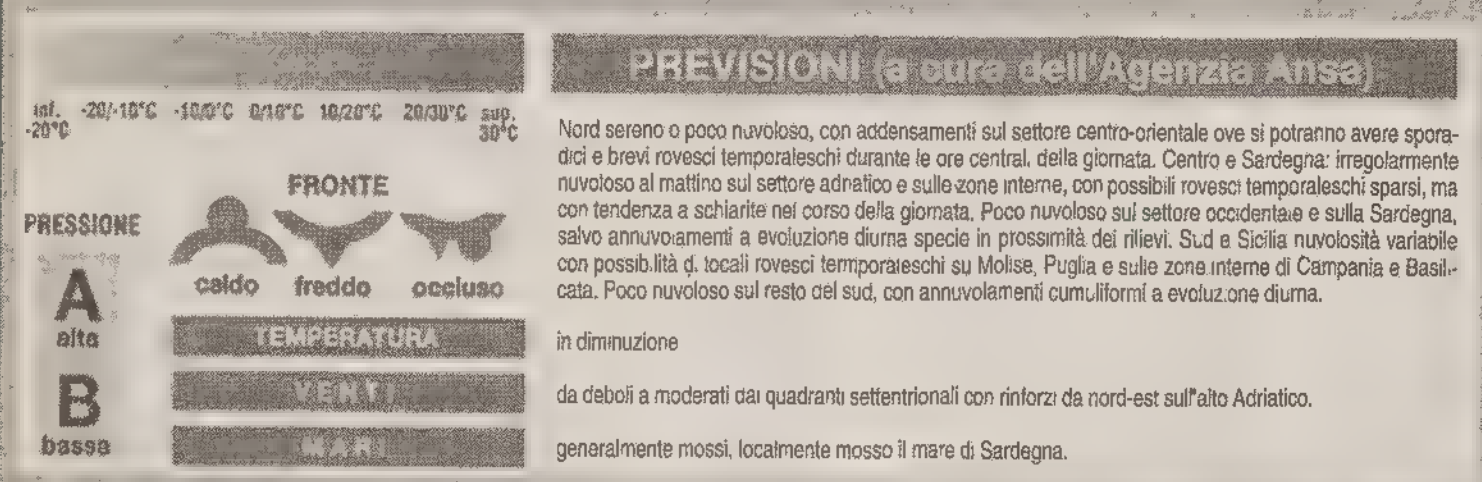 inf. -20/-10°C -10/0°C 0/10°C 10/20°C 20/30°C sup.
-20°C 30°C
FRONTE
PRESSIONE
caldo freddo occluso
A
alta
B
bassa
TEMPERATURA
VENTI
MARI
PREVISIONI (a cura dell'Agenzia Ansa)
Nord sereno o poco nuvoloso, con addensamenti sul settore centro-orientale ove si potranno avere spora-
dici e brevi rovesci temporaleschi durante le ore centrali della giornata. Centro e Sardegna: irregolarmente
nuvoloso al mattino sul settore adriatico e sulle zone interne, con possibili rovesci temporaleschi sparsi, ma
con tendenza a schiarite nel corso della giornata. Poco nuvoloso sul settore occidentale e sulla Sardegna,
salvo annuvolamenti a evoluzione diurna specie in prossimità dei rilievi. Sud e Sicilia nuvolosità variabile
con possibilità di locali rovesci termporaleschi su Molise, Puglia e sulle zone interne di Campania e Basili-
cata. Poco nuvoloso sul resto del sud, con annuvolamenti cumuliformi a evoluzione diurna.
in diminuzione
da deboli a moderati dai quadranti settentrionali con rinforzi da nord-est sull'alto Adriatico.
generalmente mossi, localmente mosso il mare di Sardegna.